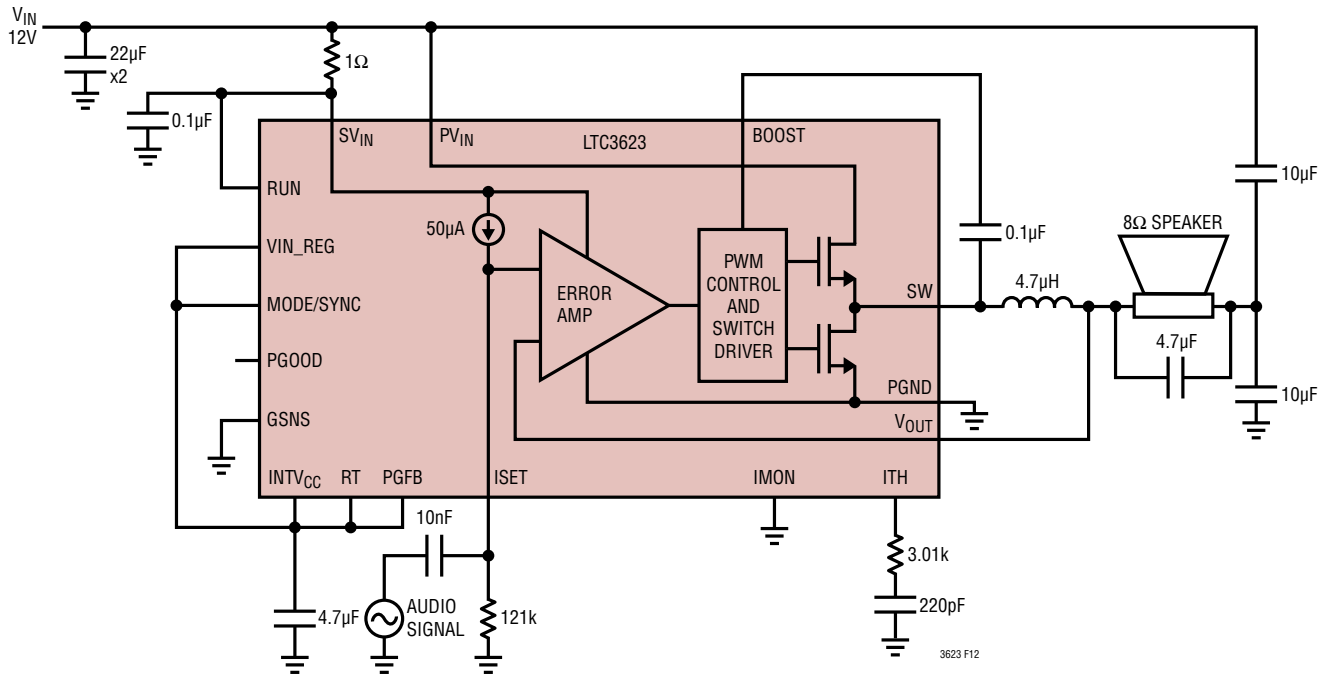 VIN
12V
22µF
x2
1Ω
0.1µF
SVIN
PVIN
LTC3623
BOOST
10µF
RUN
50µA
0.1µF
8Ω SPEAKER
VIN_REG
ERROR
AMP
PWM
CONTROL
AND
SWITCH
DRIVER
SW
4.7µH
MODE/SYNC
4.7µF
PGOOD
PGND
10µF
GSNS
VOUT
INTVCC
RT
PGFB
ISET
IMON
ITH
10nF
3.01k
4.7µF
AUDIO
SIGNAL
121k
220pF
3623 F12